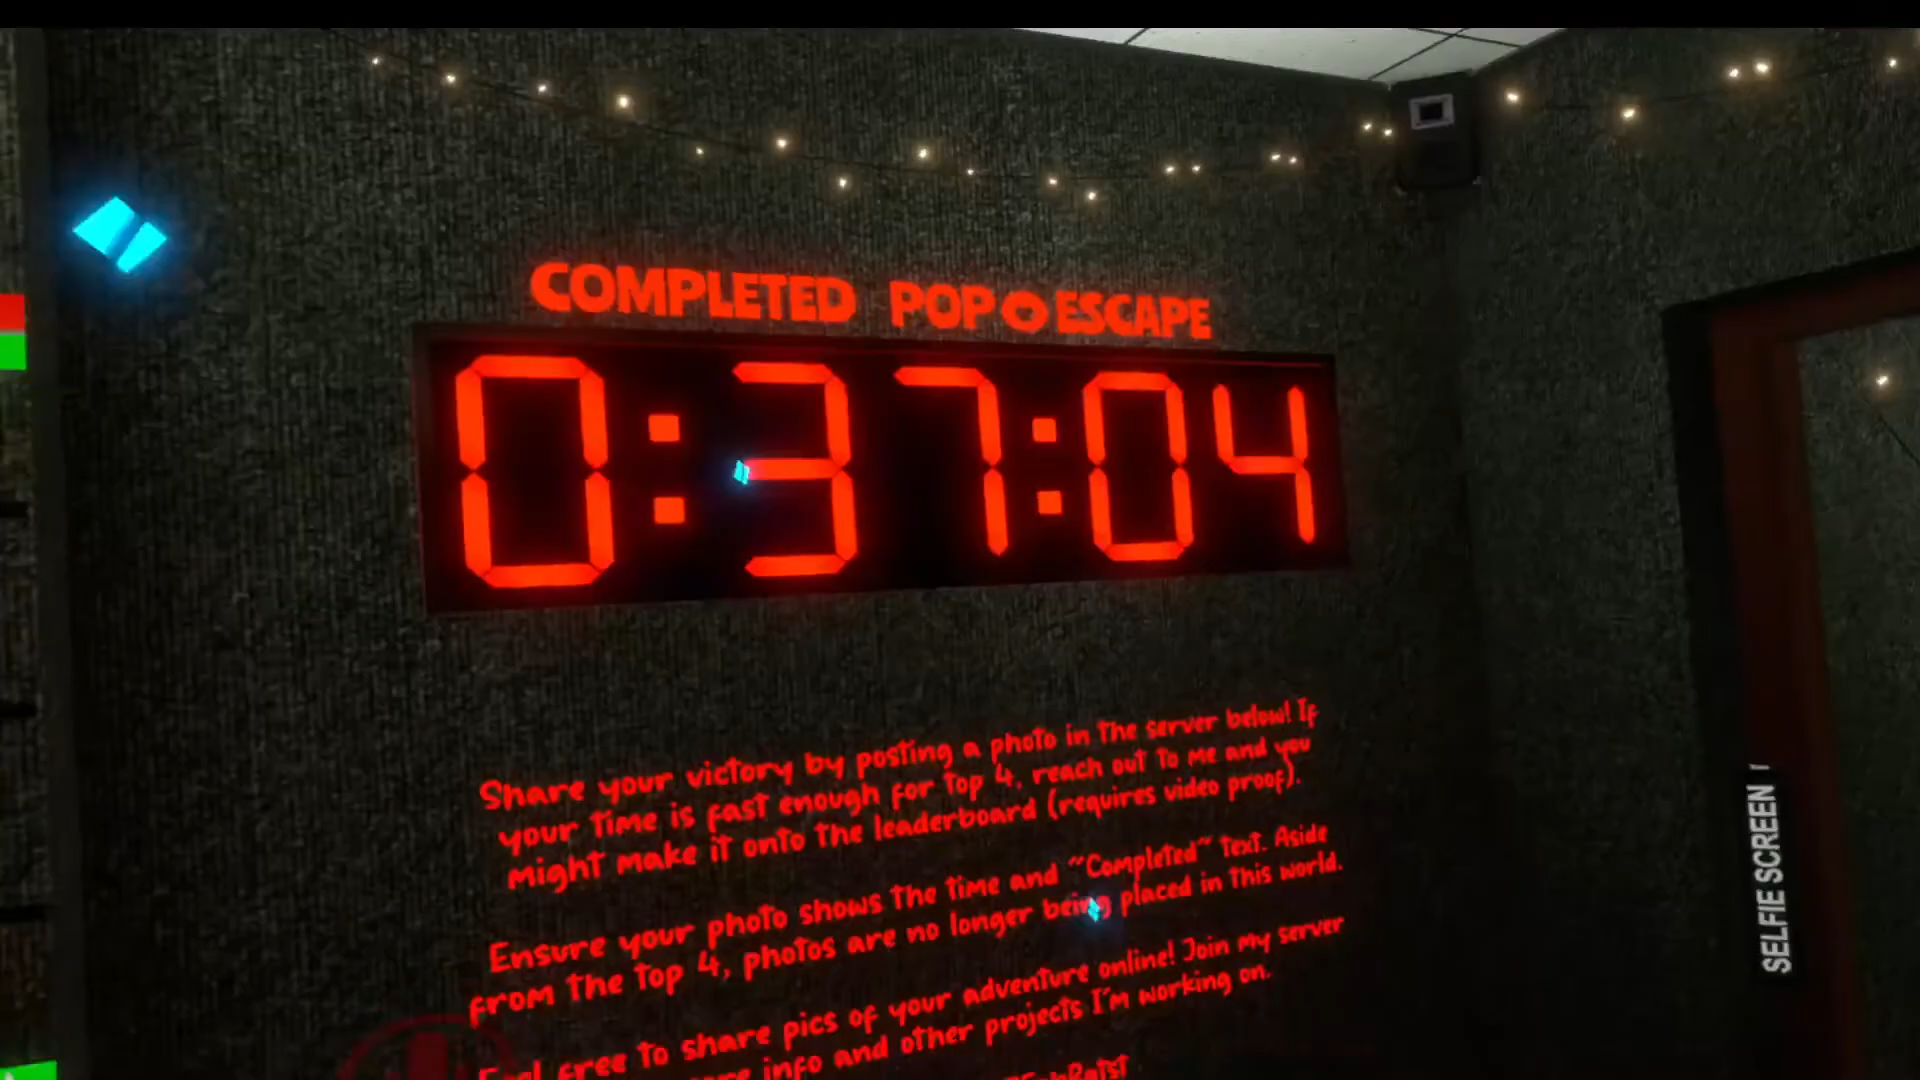 COMPLETED POP ESCAPE
0:37:04
Share your victory by posting a photo in the server below! If
your time is fast enough for top 4, reach out to me and you
might make it onto the leaderboard (requires video proof).
Ensure your photo shows the time and "Completed" text. Aside
from the top 4, photos are no longer being placed in this world.
free to share pics of your adventure online! Join my server
info and other projects I'm working on.
SELFIE SCREEN